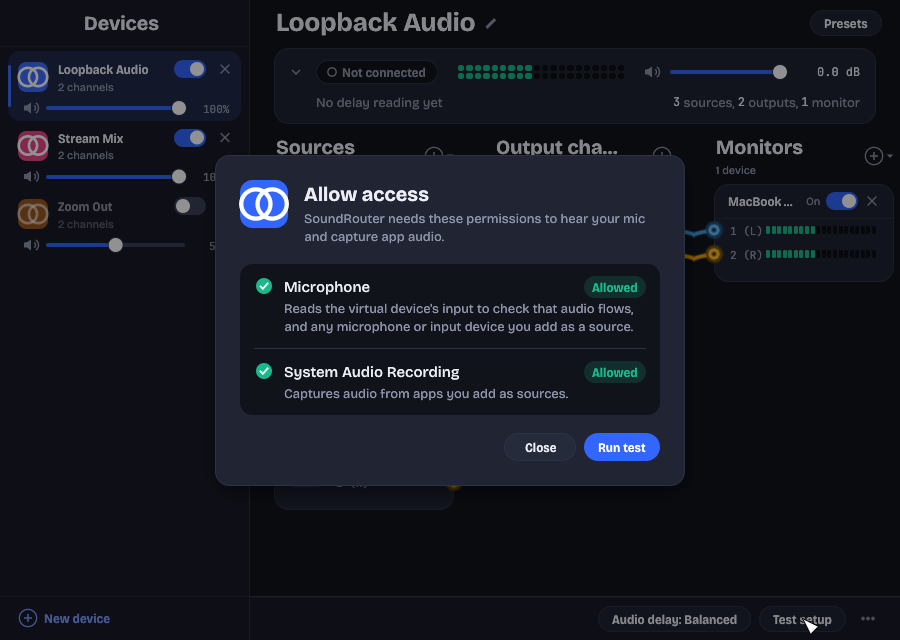 Devices
Loopback Audio
2 channels
100%
Stream Mix
2 channels
Zoom Out
2 channels
New device
Loopback Audio
Presets
Not connected
0.0 dB
No delay reading yet
3 sources, 2 outputs, 1 monitor
Sources
Output cha...
Monitors
1 device
MacBook ...
On
1 (L)
2 (R)
Allow access
SoundRouter needs these permissions to hear your mic
and capture app audio.
Microphone
Allowed
Reads the virtual device's input to check that audio flows,
and any microphone or input device you add as a source.
System Audio Recording
Allowed
Captures audio from apps you add as sources.
Close
Run test
Audio delay: Balanced
Test setup